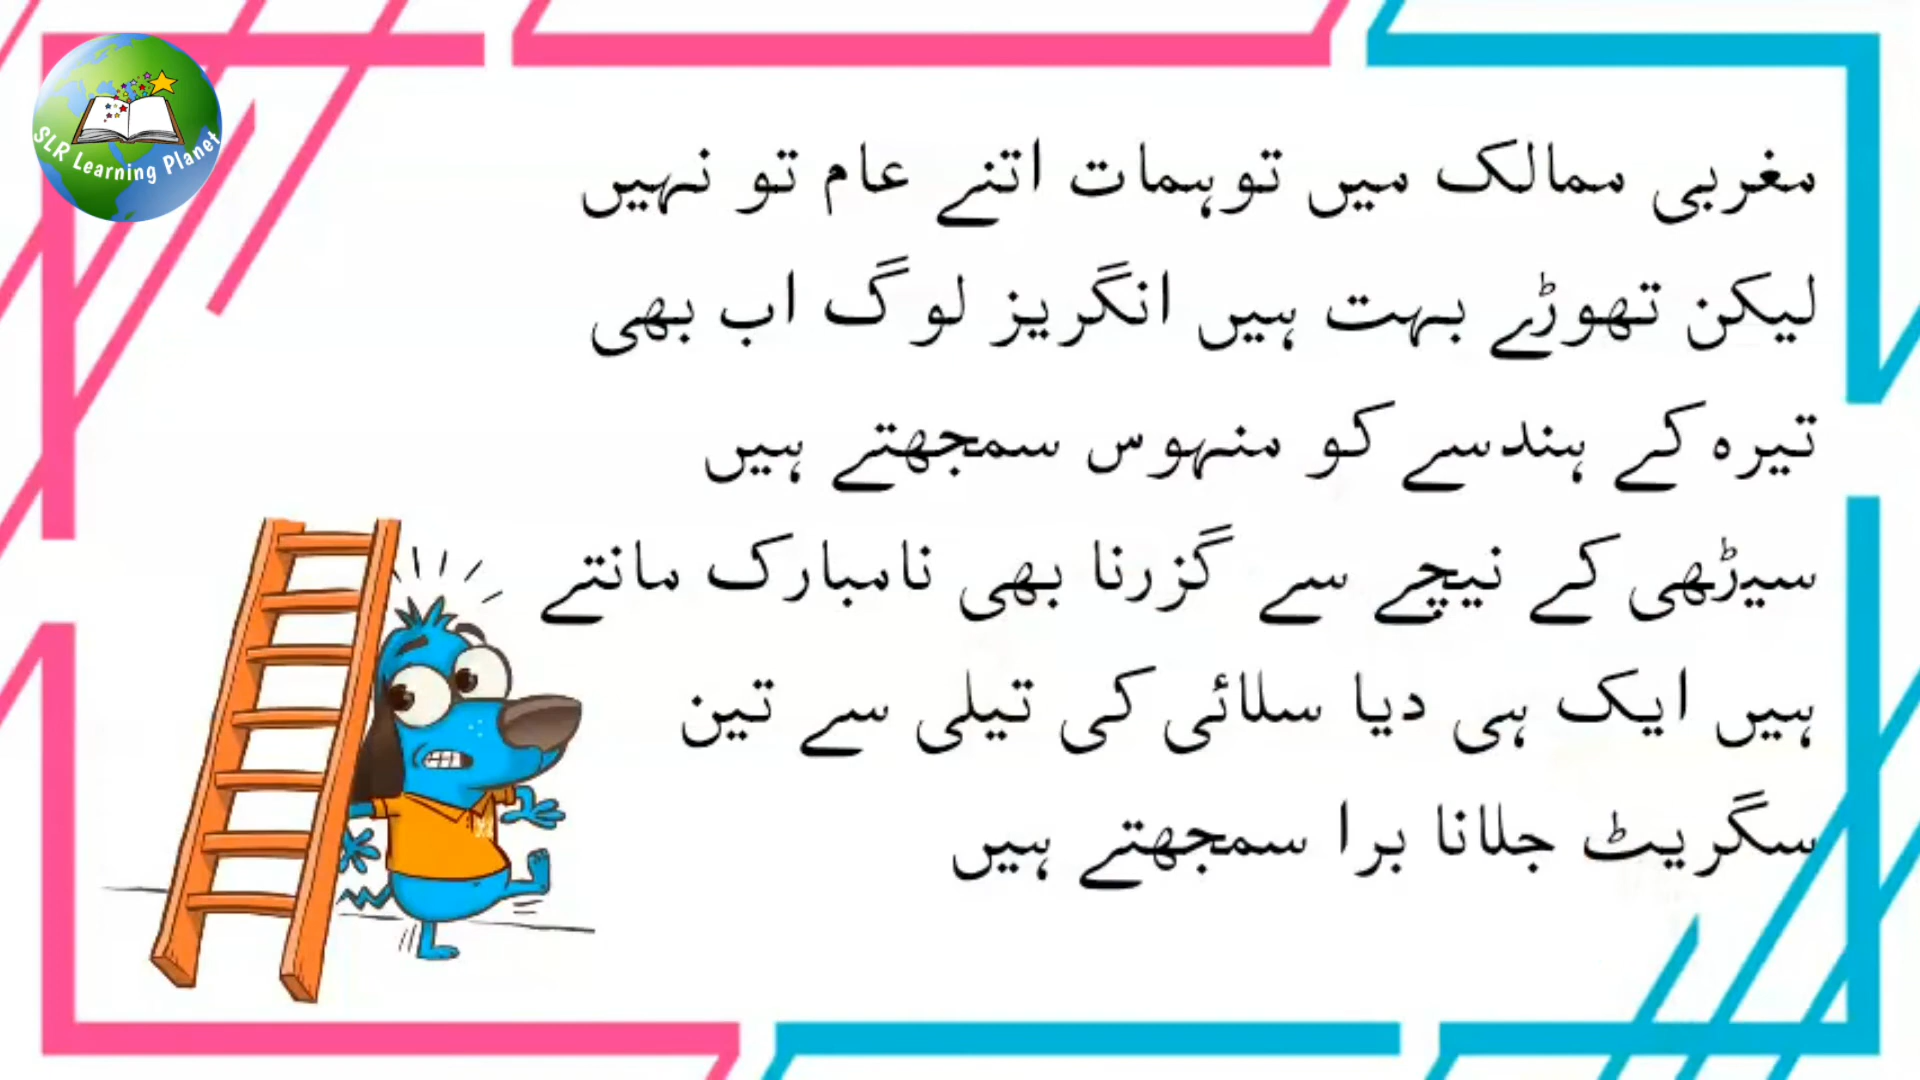 SLR Learning Planet
مغربی ممالک میں توہمات اتنے عام تو نہیں
لیکن تھوڑے بہت ہیں انگریز لوگ اب بھی
تیرہ کے ہندسے کو منہوس سمجھتے ہیں
سیڑھی کے نیچے سے گزرنا بھی نامبارک مانتے
ہیں ایک ہی دیا سلائی کی تیلی سے تین
سگریٹ جلانا برا سمجھتے ہیں